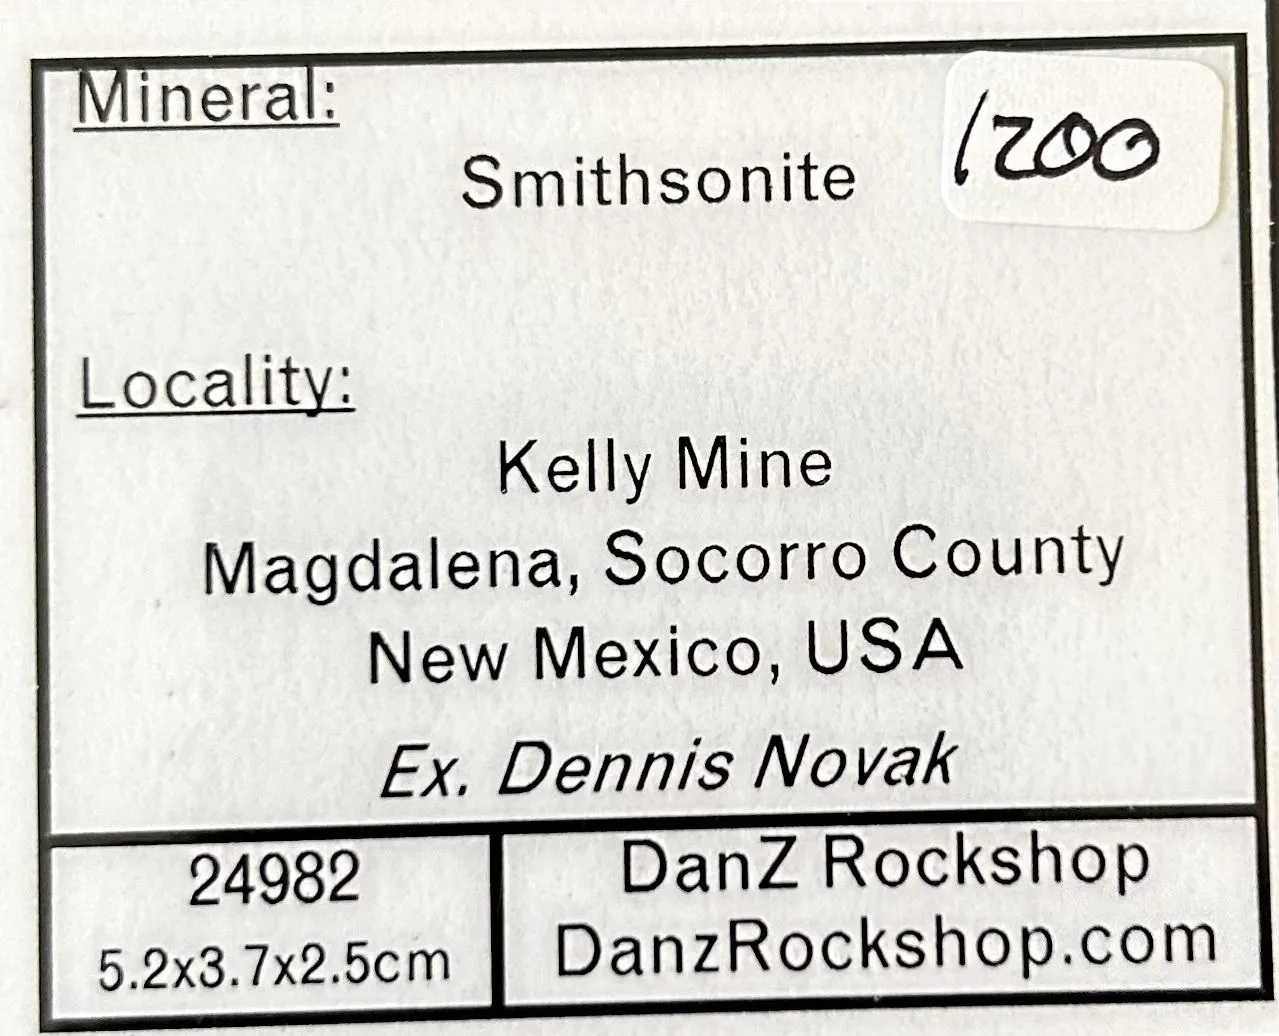 Mineral:
Smithsonite
1200
Locality:
Kelly Mine
Magdalena, Socorro County
New Mexico, USA
Ex. Dennis Novak
24982
5.2x3.7x2.5cm
DanZ Rockshop
DanzRockshop.com